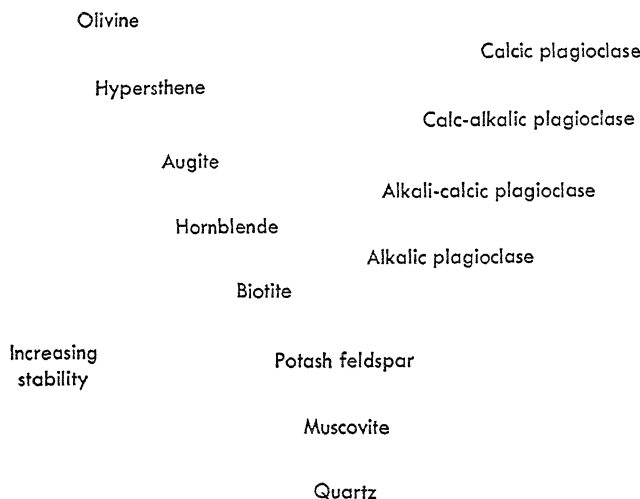 Olivine
Calcic plagioclase
Hypersthene
Calc-alkalic plagioclase
Augite
Alkali-calcic plagioclase
Hornblende
Alkalic plagioclase
Biotite
Increasing
stability
Potash feldspar
Muscovite
Quartz